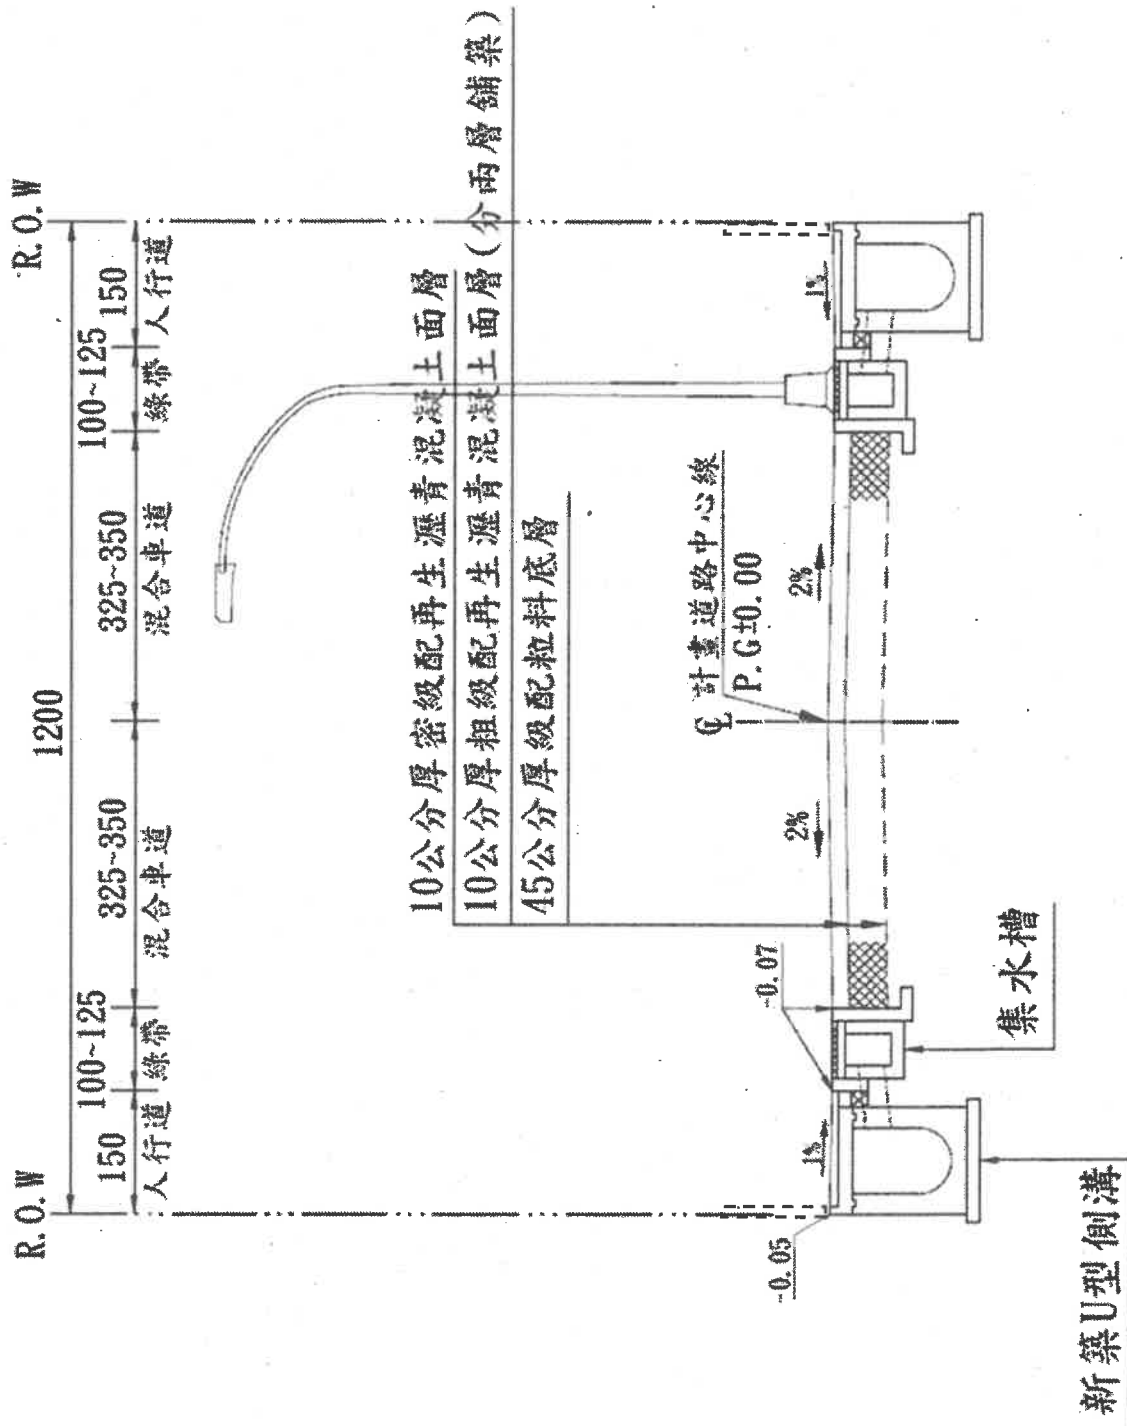 R.O.W R.O.W
1200
150 100~125 325~350 325~350 100~125 150
人行道 綠帶 混合車道 混合車道 綠帶 人行道
10公分厚密級配再生瀝青混凝土面層
10公分厚粗級配再生瀝青混凝土面層(分兩層鋪築)
45公分厚級配粒料底層
計畫道路中心線
℄ P.G±0.00
-0.05 1% -0.07 2% 2% 1%
集水槽
新築U型側溝